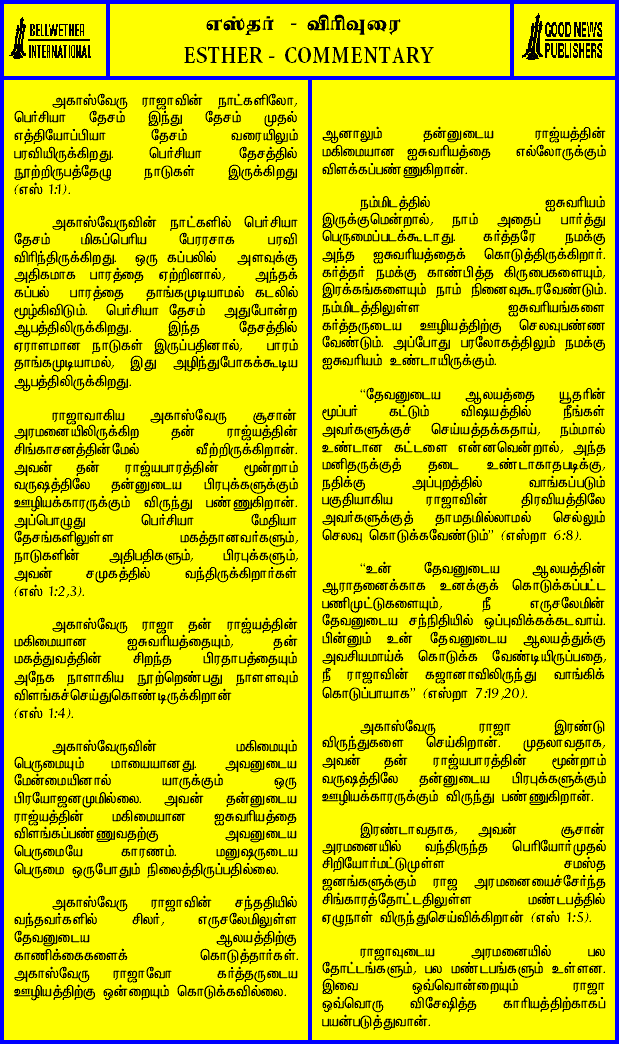 BELLWETHER
INTERNATIONAL
எஸ்தர் - விரிவுரை
ESTHER - COMMENTARY
GOOD NEWS
PUBLISHERS
அகாஸ்வேரு ராஜாவின் நாட்களிலோ,
பெர்சியா தேசம் இந்து தேசம் முதல்
எத்தியோப்பியா தேசம் வரையிலும்
பரவியிருக்கிறது. பெர்சியா தேசத்தில்
நூற்றிருபத்தேழு நாடுகள் இருக்கிறது
(எஸ் 1:1).
அகாஸ்வேருவின் நாட்களில் பெர்சியா
தேசம் மிகப்பெரிய பேரரசாக பரவி
விரிந்திருக்கிறது. ஒரு கப்பலில் அளவுக்கு
அதிகமாக பாரத்தை ஏற்றினால், அந்தக்
கப்பல் பாரத்தை தாங்கமுடியாமல் கடலில்
மூழ்கிவிடும். பெர்சியா தேசம் அதுபோன்ற
ஆபத்திலிருக்கிறது. இந்த தேசத்தில்
ஏராளமான நாடுகள் இருப்பதினால், பாரம்
தாங்கமுடியாமல், இது அழிந்துபோகக்கூடிய
ஆபத்திலிருக்கிறது.
ராஜாவாகிய அகாஸ்வேரு சூசான்
அரமனையிலிருக்கிற தன் ராஜ்யத்தின்
சிங்காசனத்தின்மேல் வீற்றிருக்கிறான்.
அவன் தன் ராஜ்யபாரத்தின் மூன்றாம்
வருஷத்திலே தன்னுடைய பிரபுக்களுக்கும்
ஊழியக்காரருக்கும் விருந்து பண்ணுகிறான்.
அப்பொழுது பெர்சியா மேதியா
தேசங்களிலுள்ள மகத்தானவர்களும்,
நாடுகளின் அதிபதிகளும், பிரபுக்களும்,
அவன் சமுகத்தில் வந்திருக்கிறார்கள்
(எஸ் 1:2,3).
அகாஸ்வேரு ராஜா தன் ராஜ்யத்தின்
மகிமையான ஐசுவரியத்தையும், தன்
மகத்துவத்தின் சிறந்த பிரதாபத்தையும்
அநேக நாளாகிய நூற்றெண்பது நாளளவும்
விளங்கச்செய்துகொண்டிருக்கிறான்
(எஸ் 1:4).
அகாஸ்வேருவின் மகிமையும்
பெருமையும் மாயையானது. அவனுடைய
மேன்மையினால் யாருக்கும் ஒரு
பிரயோஜனமுமில்லை. அவன் தன்னுடைய
ராஜ்யத்தின் மகிமையான ஐசுவரியத்தை
விளங்கப்பண்ணுவதற்கு அவனுடைய
பெருமையே காரணம். மனுஷருடைய
பெருமை ஒருபோதும் நிலைத்திருப்பதில்லை.
அகாஸ்வேரு ராஜாவின் சந்ததியில்
வந்தவர்களில் சிலர், எருசலேமிலுள்ள
தேவனுடைய ஆலயத்திற்கு
காணிக்கைகளைக் கொடுத்தார்கள்.
அகாஸ்வேரு ராஜாவோ கர்த்தருடைய
ஊழியத்திற்கு ஒன்றையும் கொடுக்கவில்லை.
ஆனாலும் தன்னுடைய ராஜ்யத்தின்
மகிமையான ஐசுவரியத்தை எல்லோருக்கும்
விளக்கப்பண்ணுகிறான்.
நம்மிடத்தில் ஐசுவரியம்
இருக்குமென்றால், நாம் அதைப் பார்த்து
பெருமைப்படக்கூடாது. கர்த்தரே நமக்கு
அந்த ஐசுவரியத்தைக் கொடுத்திருக்கிறார்.
கர்த்தர் நமக்கு காண்பித்த கிருபைகளையும்,
இரக்கங்களையும் நாம் நினைவுகூரவேண்டும்.
நம்மிடத்திலுள்ள ஐசுவரியங்களை
கர்த்தருடைய ஊழியத்திற்கு செலவுபண்ண
வேண்டும். அப்போது பரலோகத்திலும் நமக்கு
ஐசுவரியம் உண்டாயிருக்கும்.
“தேவனுடைய ஆலயத்தை யூதரின்
மூப்பர் கட்டும் விஷயத்தில் நீங்கள்
அவர்களுக்குச் செய்யத்தக்கதாய், நம்மால்
உண்டான கட்டளை என்னவென்றால், அந்த
மனிதருக்குத் தடை உண்டாகாதபடிக்கு,
நதிக்கு அப்புறத்தில் வாங்கப்படும்
பகுதியாகிய ராஜாவின் திரவியத்திலே
அவர்களுக்குத் தாமதமில்லாமல் செல்லும்
செலவு கொடுக்கவேண்டும்” (எஸ்றா 6:8).
“உன் தேவனுடைய ஆலயத்தின்
ஆராதனைக்காக உனக்குக் கொடுக்கப்பட்ட
பணிமுட்டுகளையும், நீ எருசலேமின்
தேவனுடைய சந்நிதியில் ஒப்புவிக்கக்கடவாய்.
பின்னும் உன் தேவனுடைய ஆலயத்துக்கு
அவசியமாய்க் கொடுக்க வேண்டியிருப்பதை,
நீ ராஜாவின் கஜானாவிலிருந்து வாங்கிக்
கொடுப்பாயாக” (எஸ்றா 7:19,20).
அகாஸ்வேரு ராஜா இரண்டு
விருந்துகளை செய்கிறான். முதலாவதாக,
அவன் தன் ராஜ்யபாரத்தின் மூன்றாம்
வருஷத்திலே தன்னுடைய பிரபுக்களுக்கும்
ஊழியக்காரருக்கும் விருந்து பண்ணுகிறான்.
இரண்டாவதாக, அவன் சூசான்
அரமனையில் வந்திருந்த பெரியோர்முதல்
சிறியோர்மட்டுமுள்ள சமஸ்த
ஜனங்களுக்கும் ராஜ அரமனையைச்சேர்ந்த
சிங்காரத்தோட்டதிலுள்ள மண்டபத்தில்
ஏழுநாள் விருந்துசெய்விக்கிறான் (எஸ் 1:5).
ராஜாவுடைய அரமனையில் பல
தோட்டங்களும், பல மண்டபங்களும் உள்ளன.
இவை ஒவ்வொன்றையும் ராஜா
ஒவ்வொரு விசேஷித்த காரியத்திற்காகப்
பயன்படுத்துவான்.